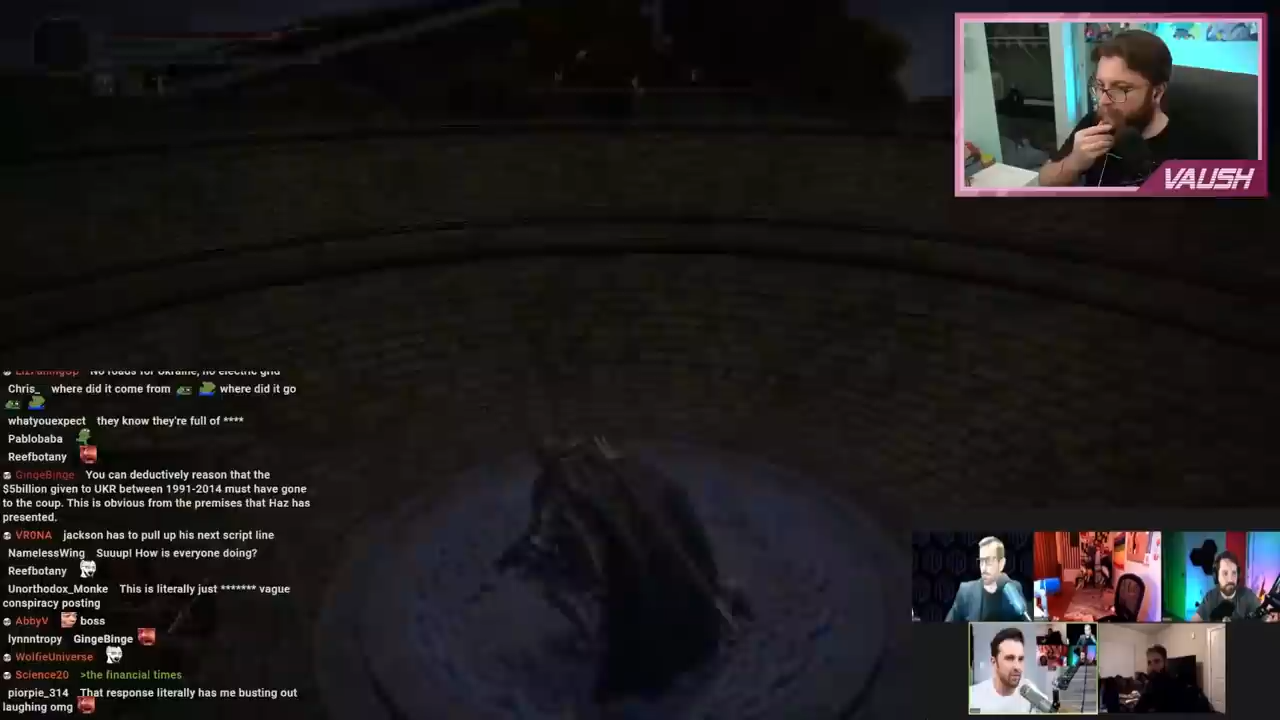 VAUSH
No roads for Ukraine, no electric grid
Chris_ where did it come from where did it go
whatyouexpect they know they're full of ****
Pablobaba
Reefbotany
GingeBinge You can deductively reason that the
$5billion given to UKR between 1991-2014 must have gone
to the coup. This is obvious from the premises that Haz has
presented.
VR0NA jackson has to pull up his next script line
NamelessWing Suuup! How is everyone doing?
Reefbotany
Unorthodox_Monke This is literally just ******* vague
conspiracy posting
AbbyV boss
lynnntropy GingeBinge
WolfieUniverse
Science20 >the financial times
piorpie_314 That response literally has me busting out
laughing omg